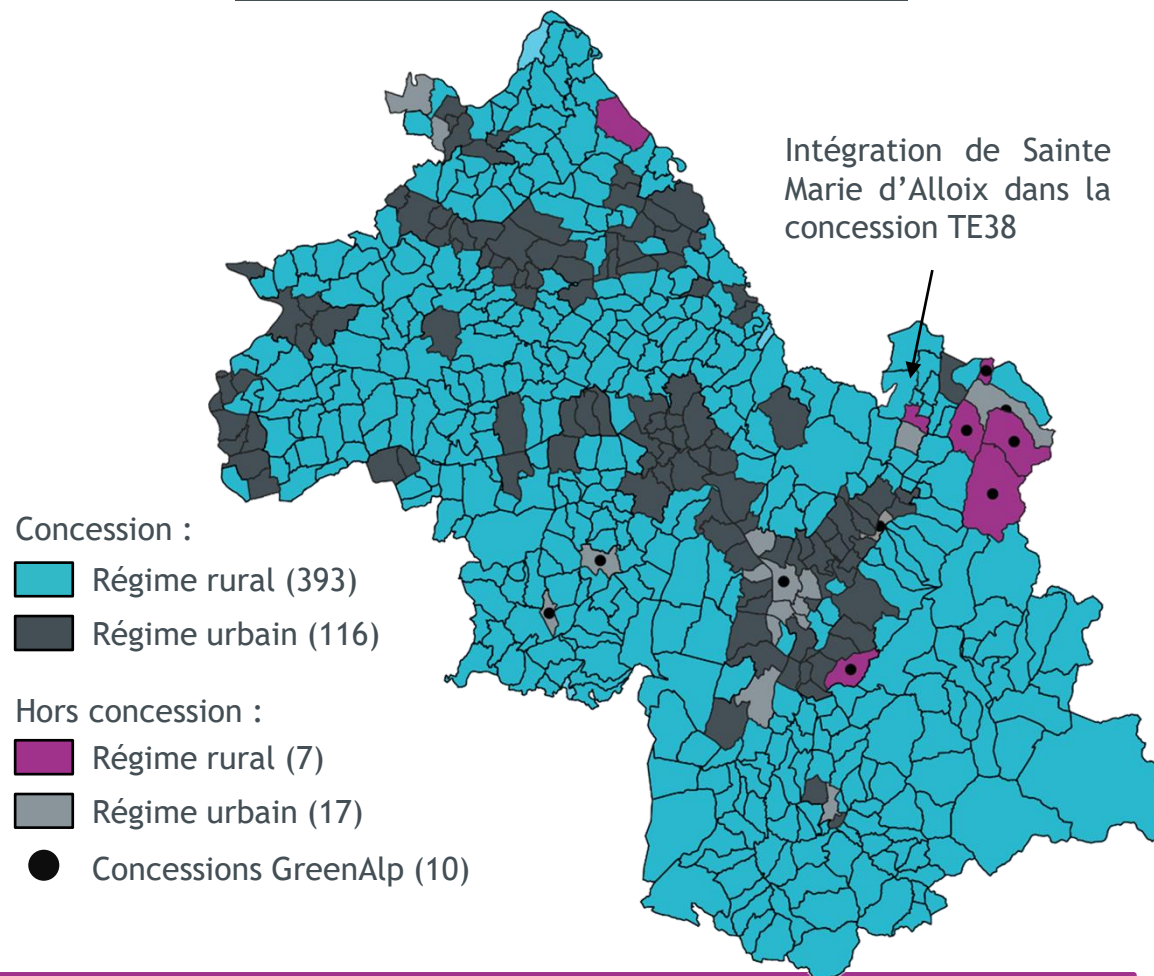 Intégration de Sainte
Marie d’Alloix dans la
concession TE38
Concession :
Régime rural (393)
Régime urbain (116)
Hors concession :
Régime rural (7)
Régime urbain (17)
Concessions GreenAlp (10)